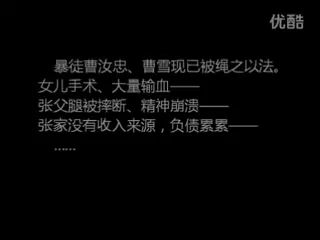 优酷
暴徒曹汝忠、曹雪现已被绳之以法。
女儿手术、大量输血——
张父腿被摔断、精神崩溃——
张家没有收入来源，负债累累——
……